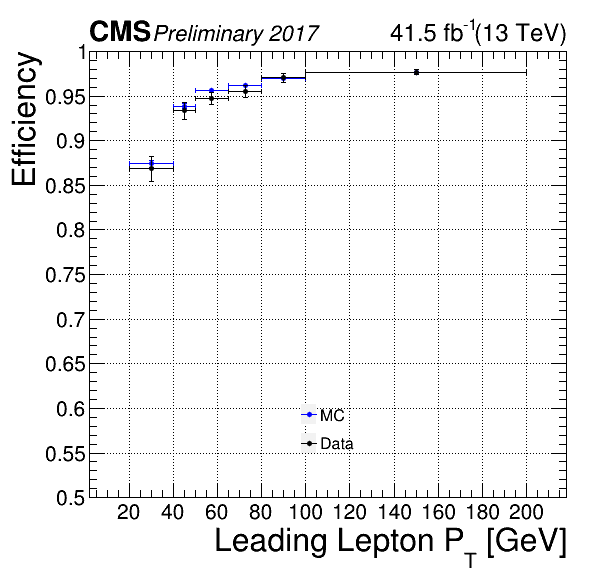 CMS Preliminary 2017 41.5 fb⁻¹(13 TeV)
Efficiency
1
0.95
0.9
0.85
0.8
0.75
0.7
0.65
0.6
0.55
0.5
MC
Data
20 40 60 80 100 120 140 160 180 200
Leading Lepton P_T [GeV]